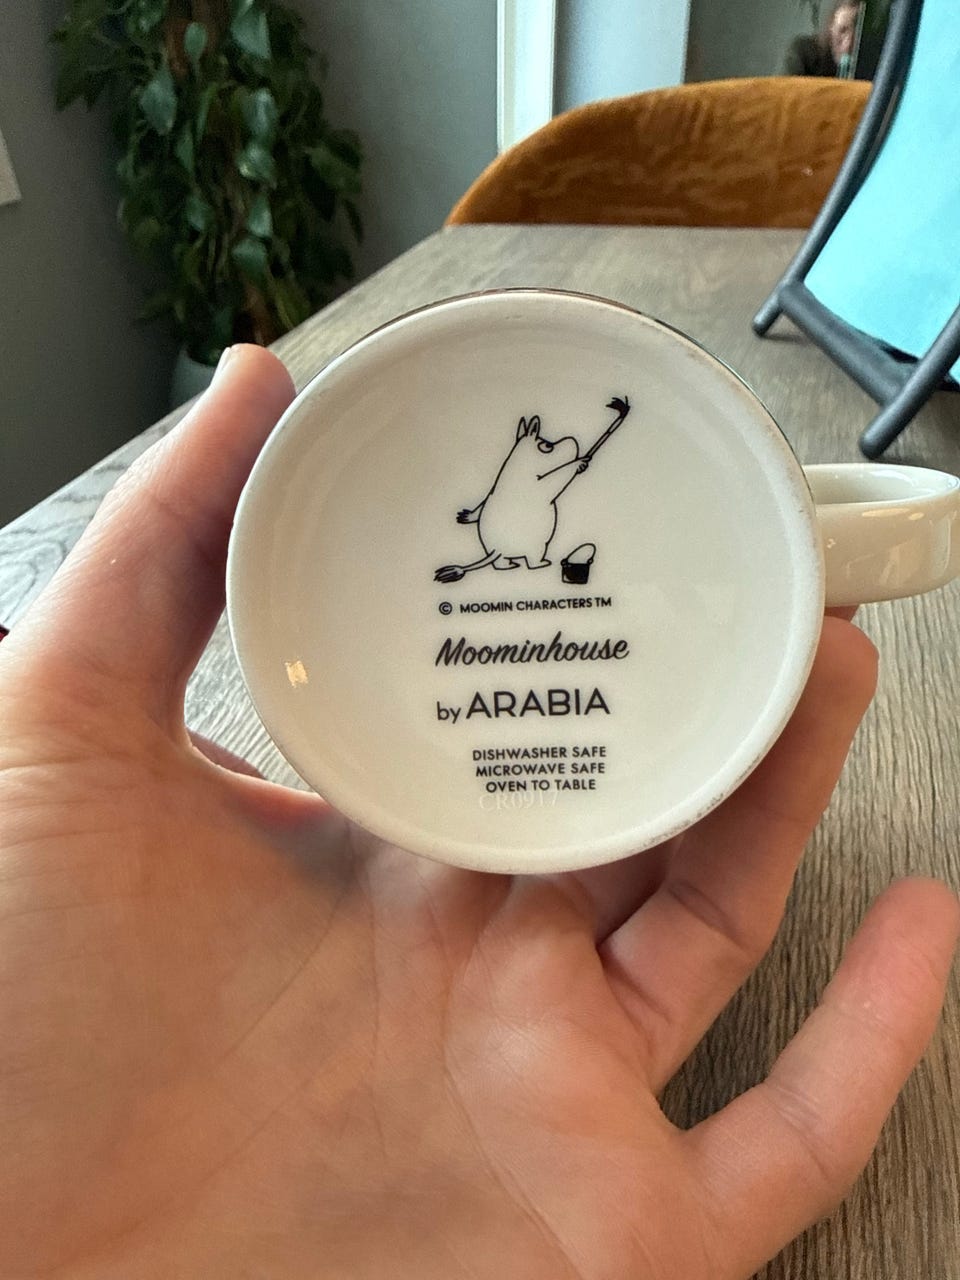 © MOOMIN CHARACTERS TM
Moominhouse
by ARABIA
DISHWASHER SAFE
MICROWAVE SAFE
OVEN TO TABLE
CR0917